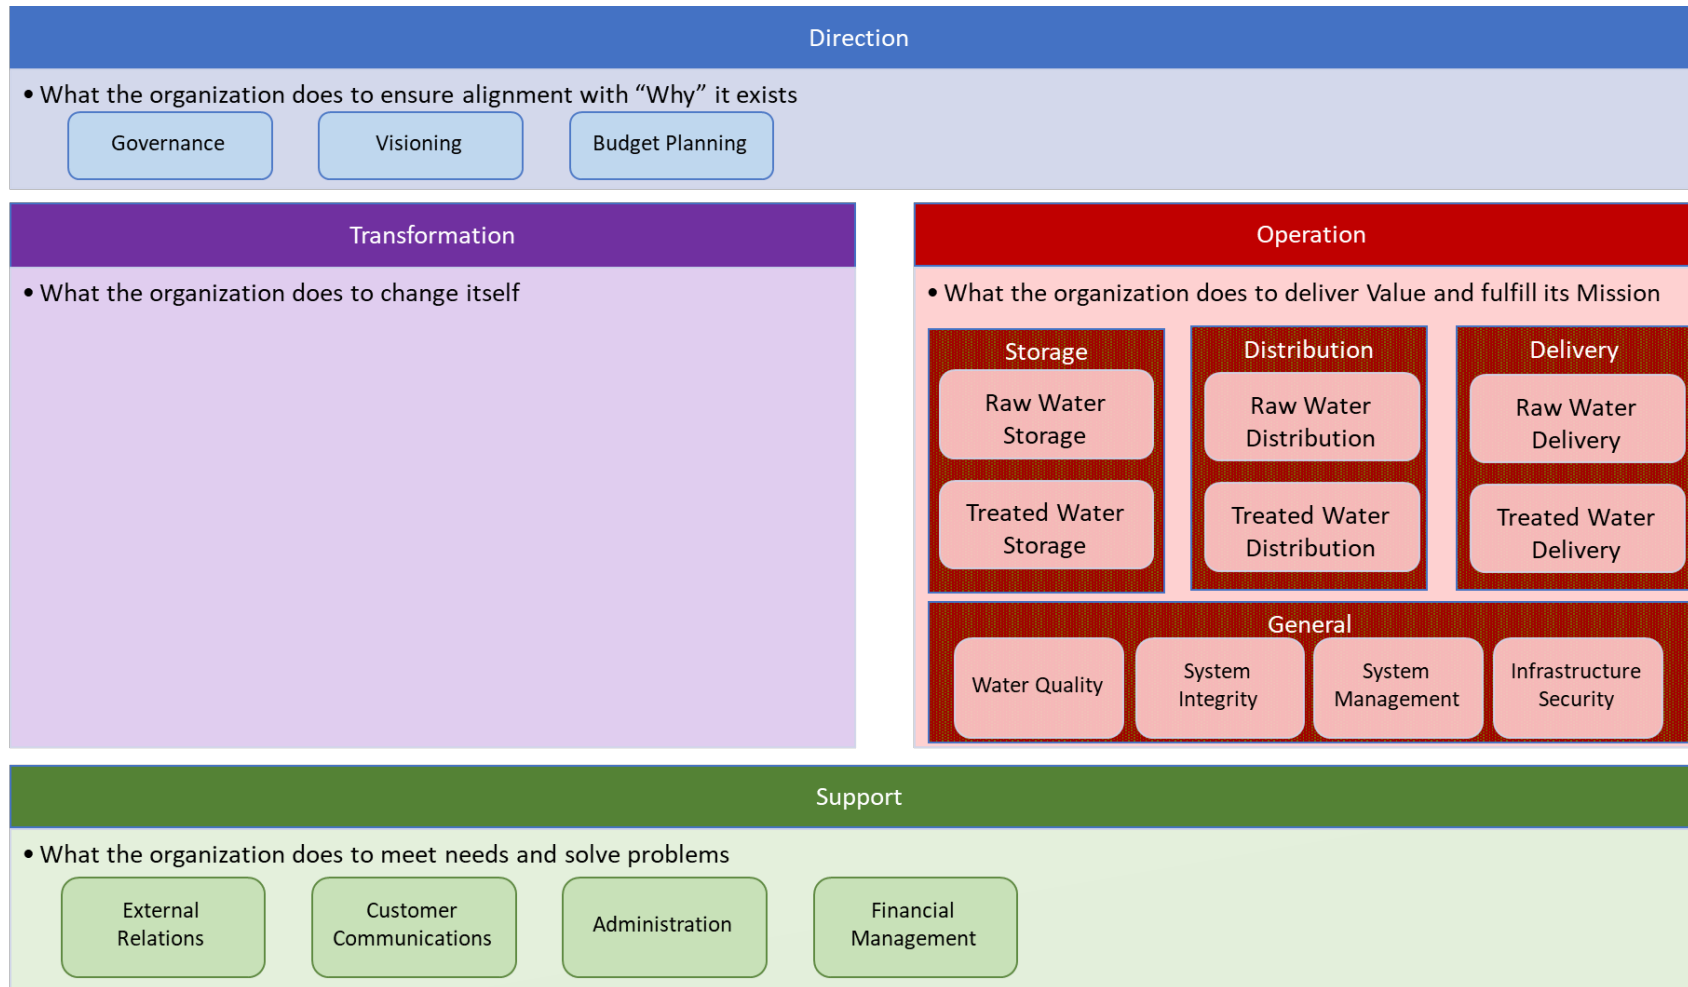 Direction
• What the organization does to ensure alignment with “Why” it exists
Governance
Visioning
Budget Planning
Transformation
• What the organization does to change itself
Operation
• What the organization does to deliver Value and fulfill its Mission
Storage
Raw Water
Storage
Treated Water
Storage
Distribution
Raw Water
Distribution
Treated Water
Distribution
Delivery
Raw Water
Delivery
Treated Water
Delivery
General
Water Quality
System
Integrity
System
Management
Infrastructure
Security
Support
• What the organization does to meet needs and solve problems
External
Relations
Customer
Communications
Administration
Financial
Management